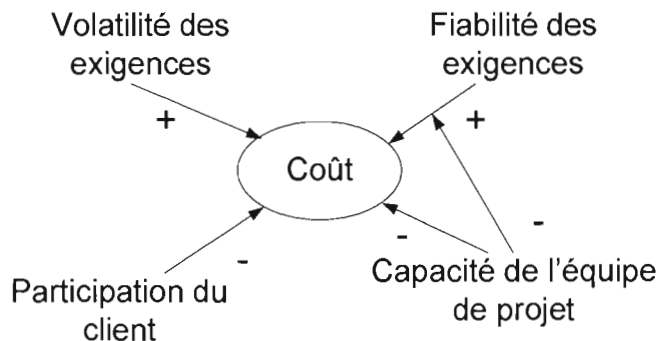 Volatilité des
exigences
Fiabilité des
exigences
+
+
Coût
-
-
-
Participation du
client
Capacité de l'équipe
de projet